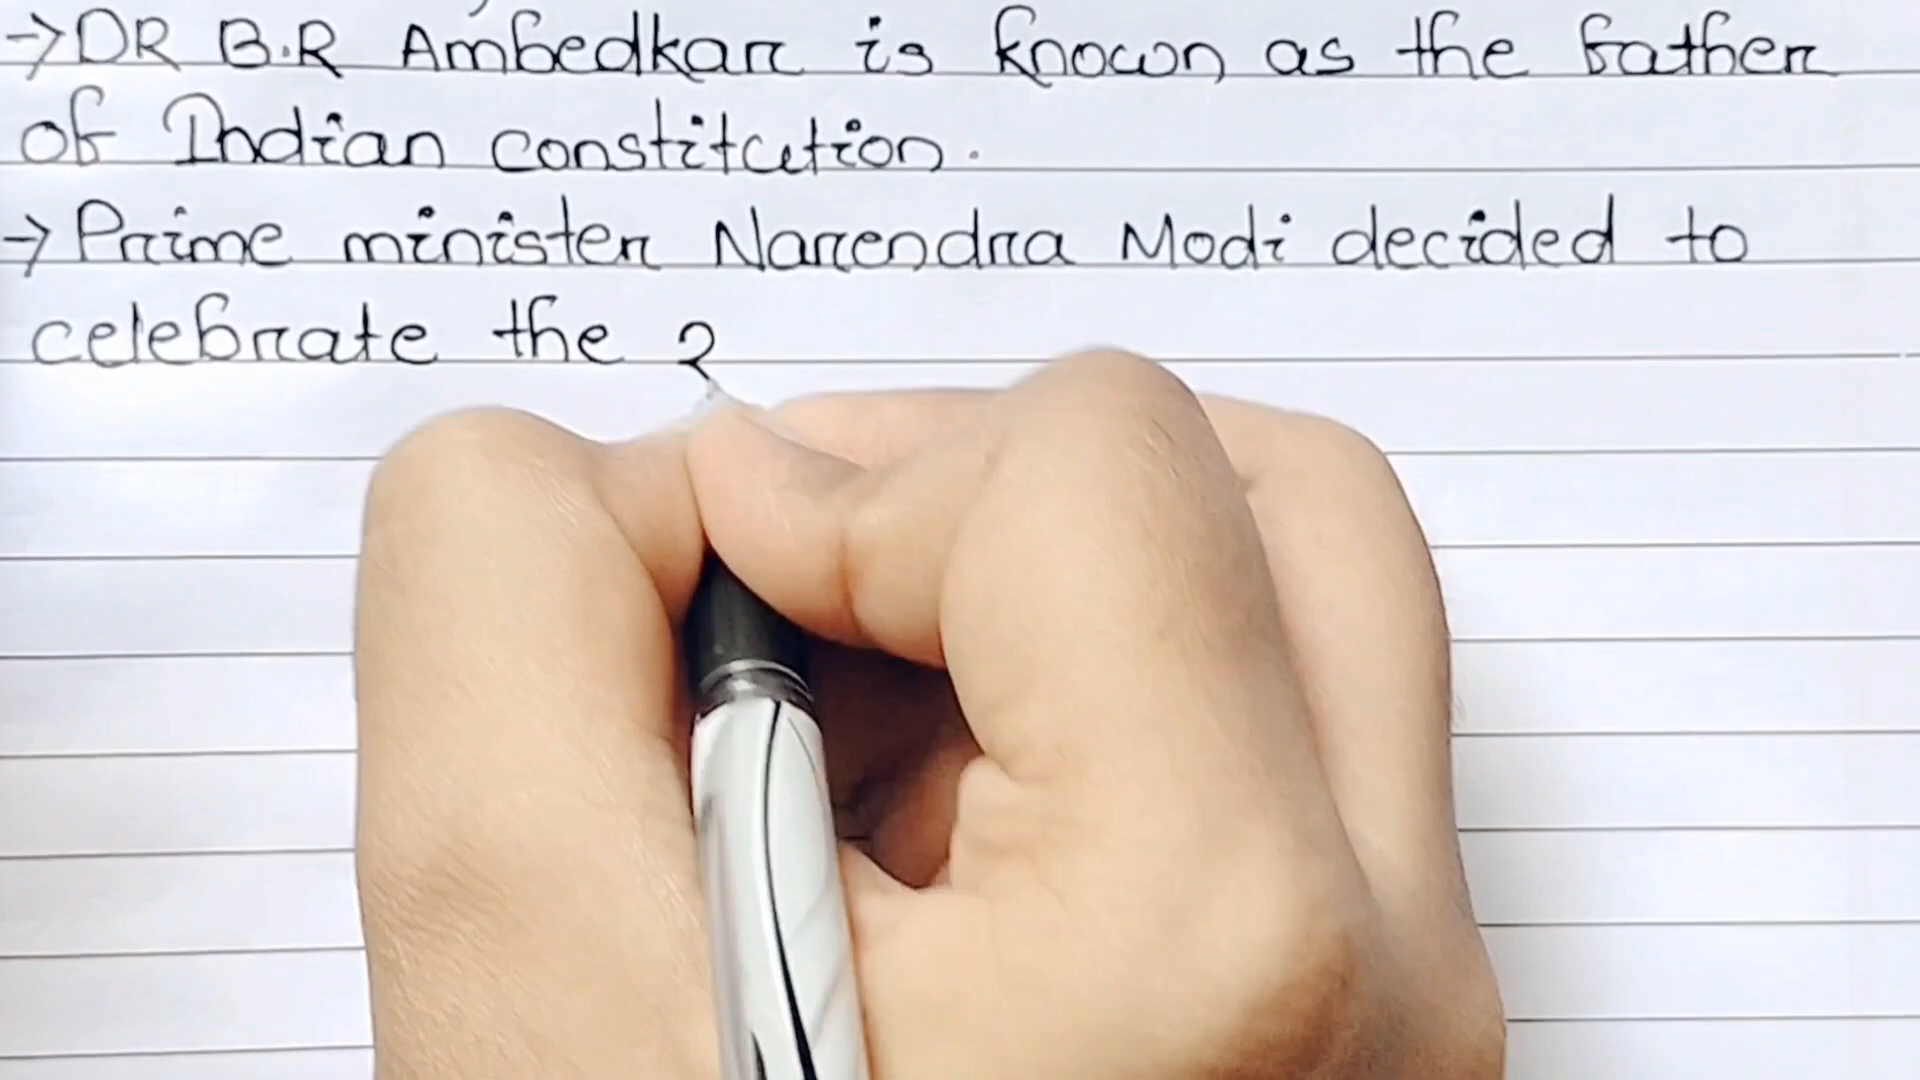 →DR B.R Ambedkar is known as the father
of Indian constitution.
→Prime minister Narendra Modi decided to
celebrate the 2